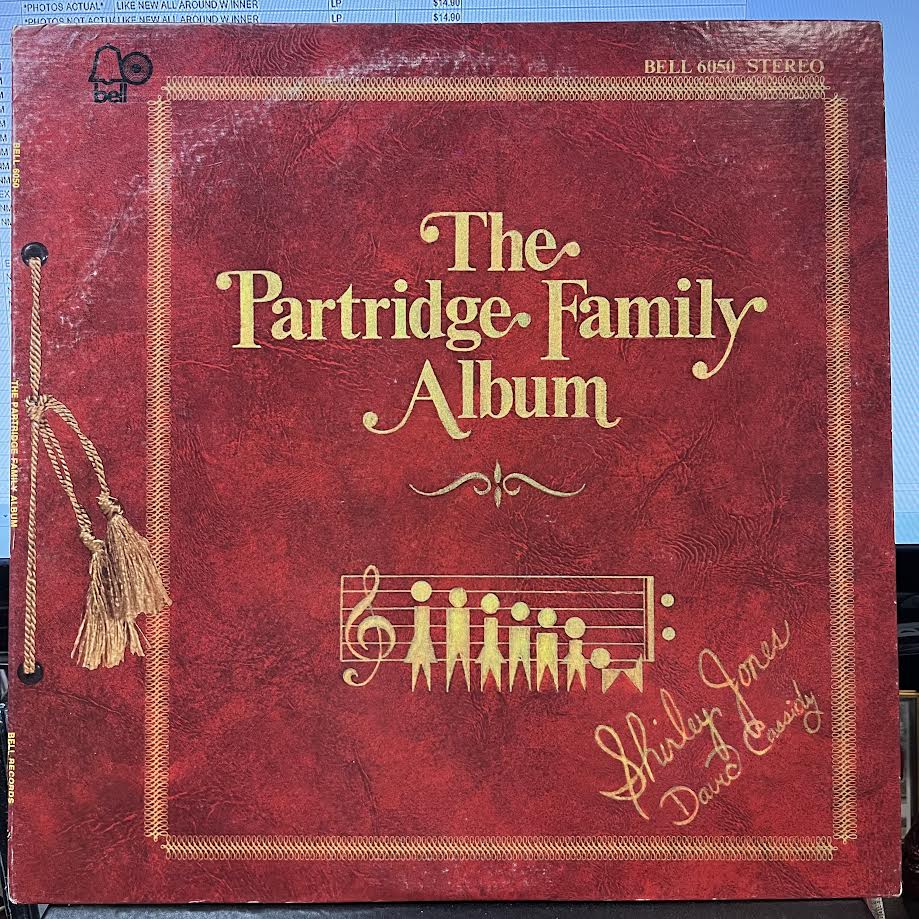 *PHOTOS ACTUAL* LIKE NEW ALL AROUND W INNER LP $14.90
*PHOTOS NOT ACTUAL LIKE NEW ALL AROUND W INNER LP $14.90
bell
BELL 6050 STEREO
BELL 6050
The
Partridge Family
Album
THE PARTRIDGE FAMILY ALBUM
Shirley Jones
David Cassidy
BELL RECORDS